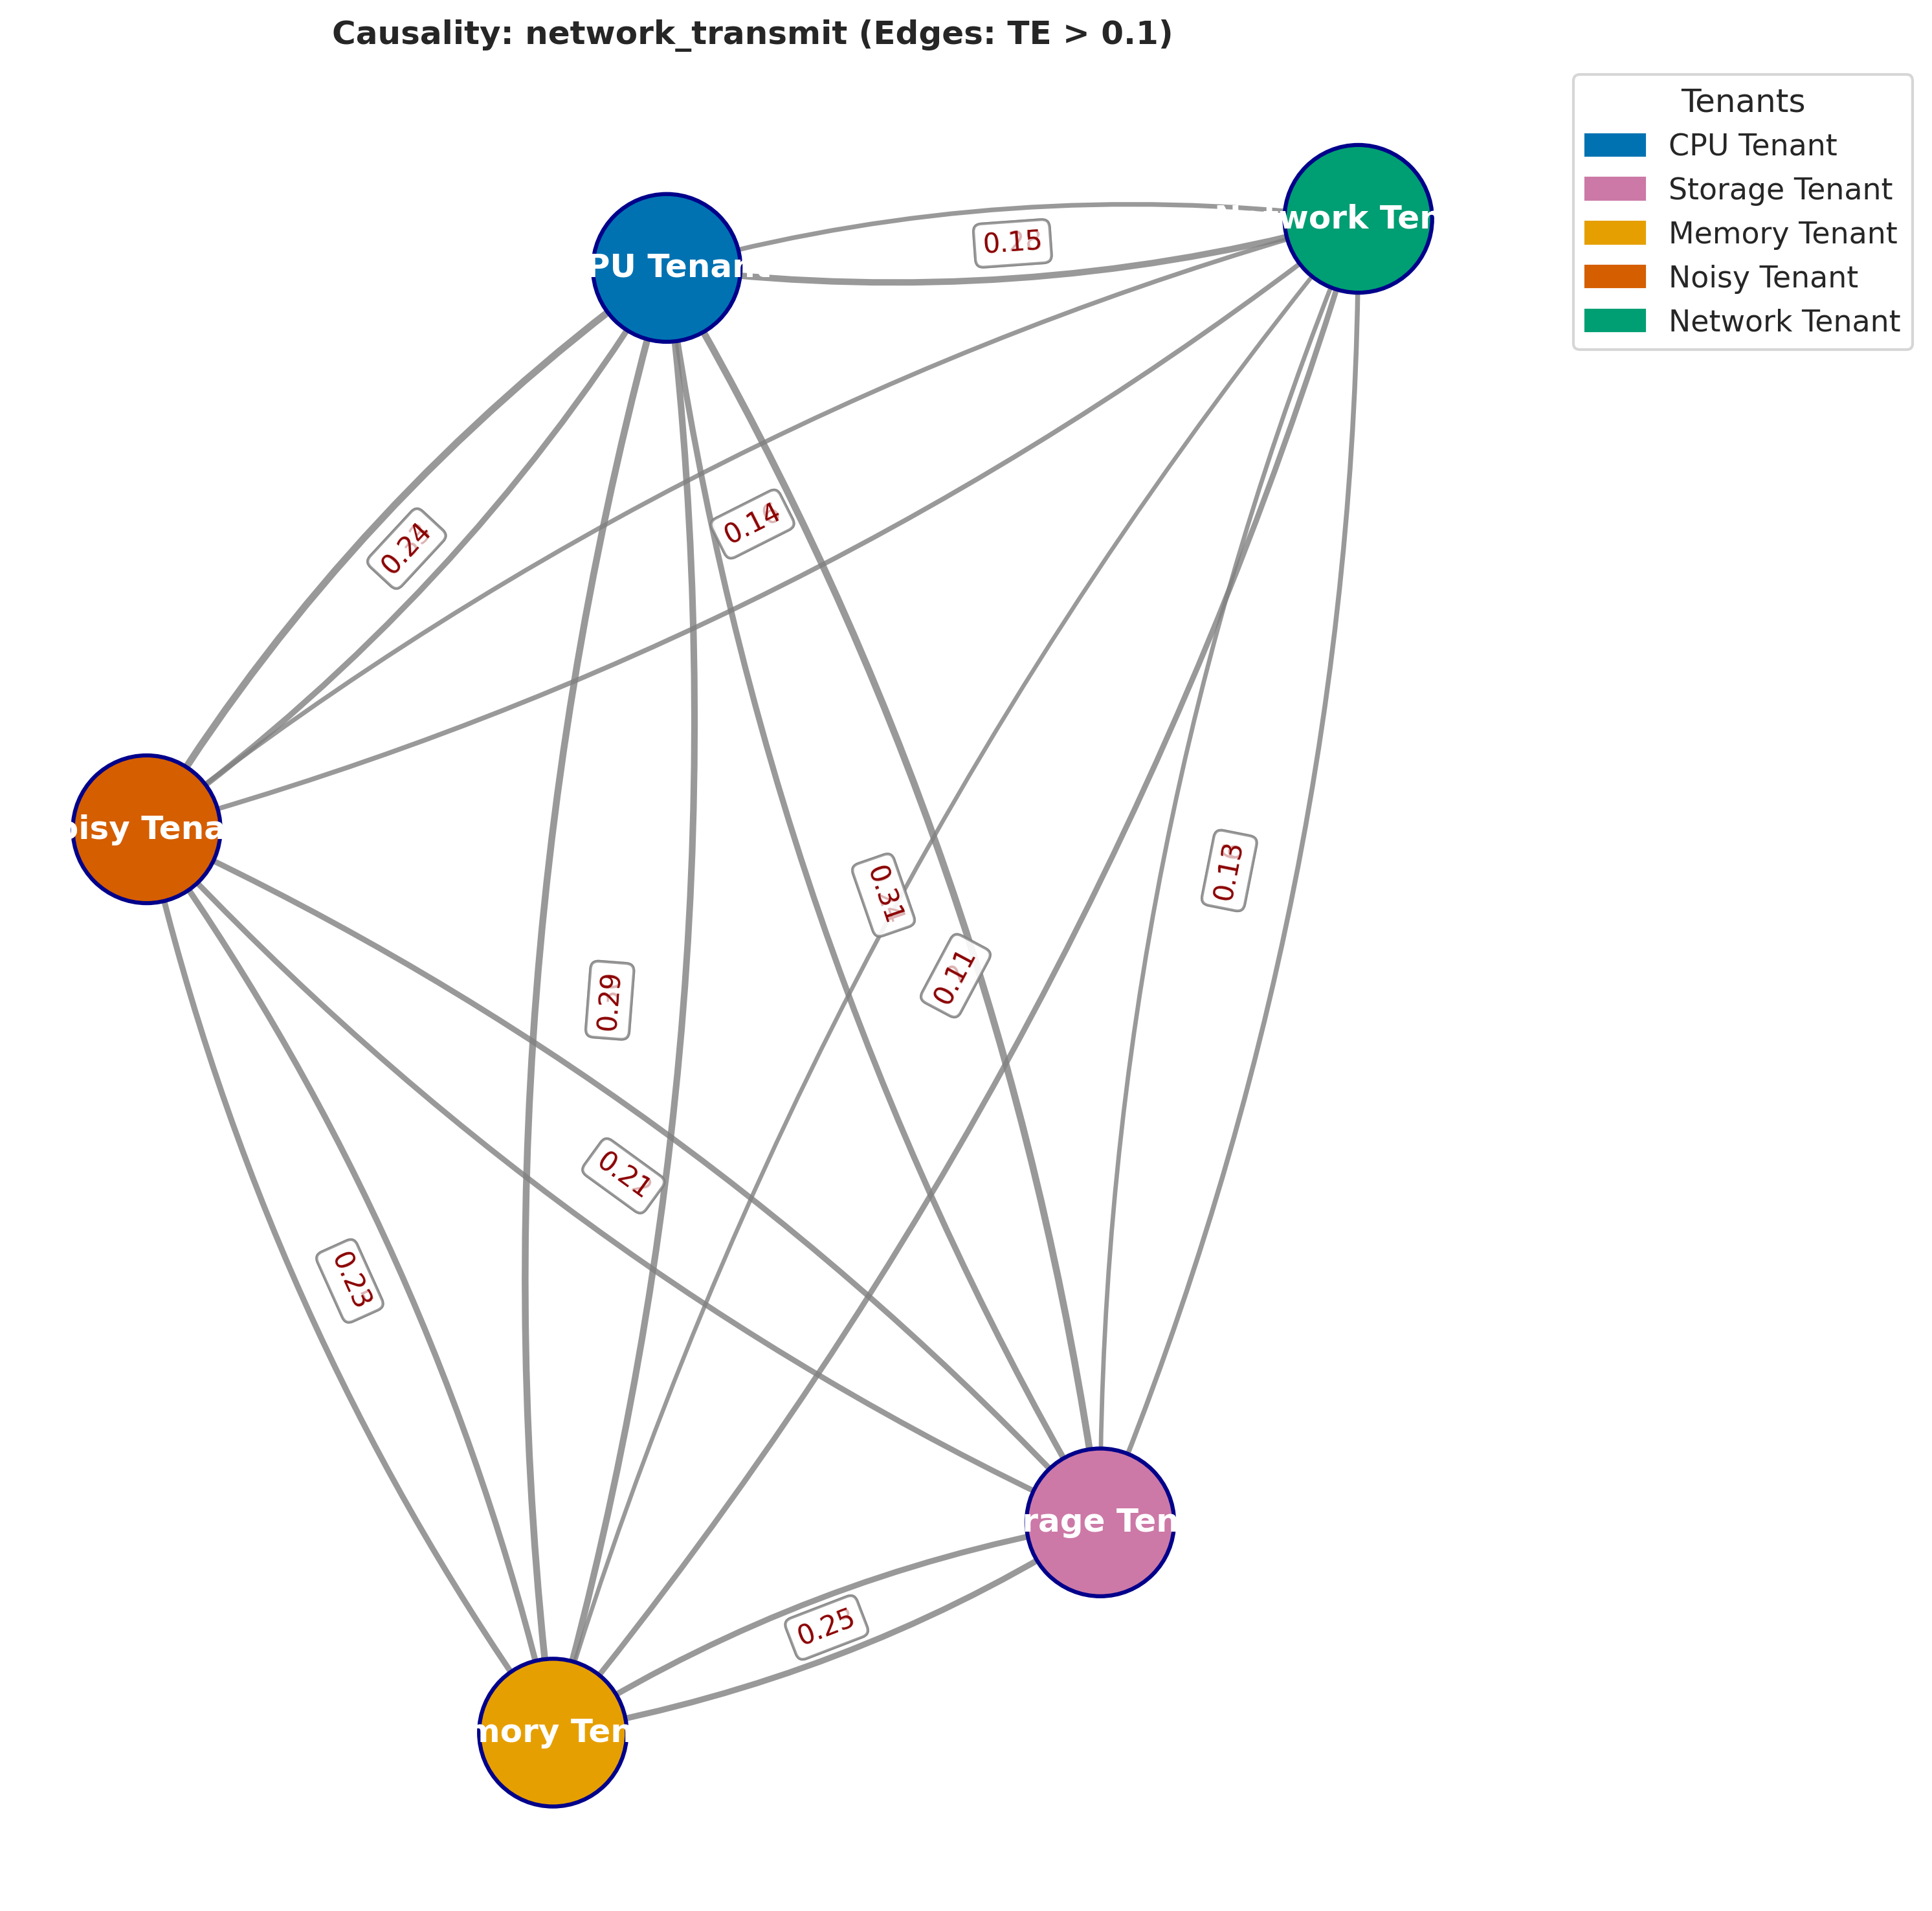 Causality: network_transmit (Edges: TE > 0.1)
Tenants
CPU Tenant
Storage Tenant
Memory Tenant
Noisy Tenant
Network Tenant
work Ten
0.15
PU Tenan
0.14
0.24
oisy Tena
0.13
0.31
0.11
0.29
0.21
0.23
rage Ten
0.25
mory Ten